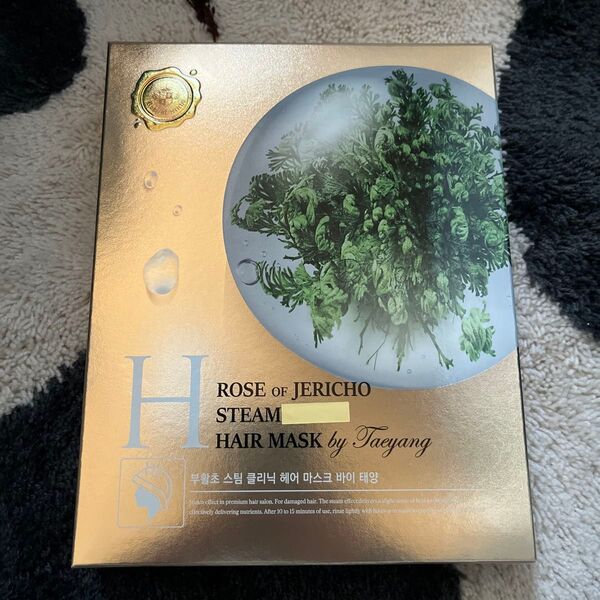 H
ROSE OF JERICHO
STEAM
HAIR MASK by Taeyang
부활초 스팀 클리닉 헤어 마스크 바이 태양
effect in premium hair salon. For damaged hair. The steam effect
effectively delivering nutrients. After 10 to 15 minutes of use, rinse lightly with